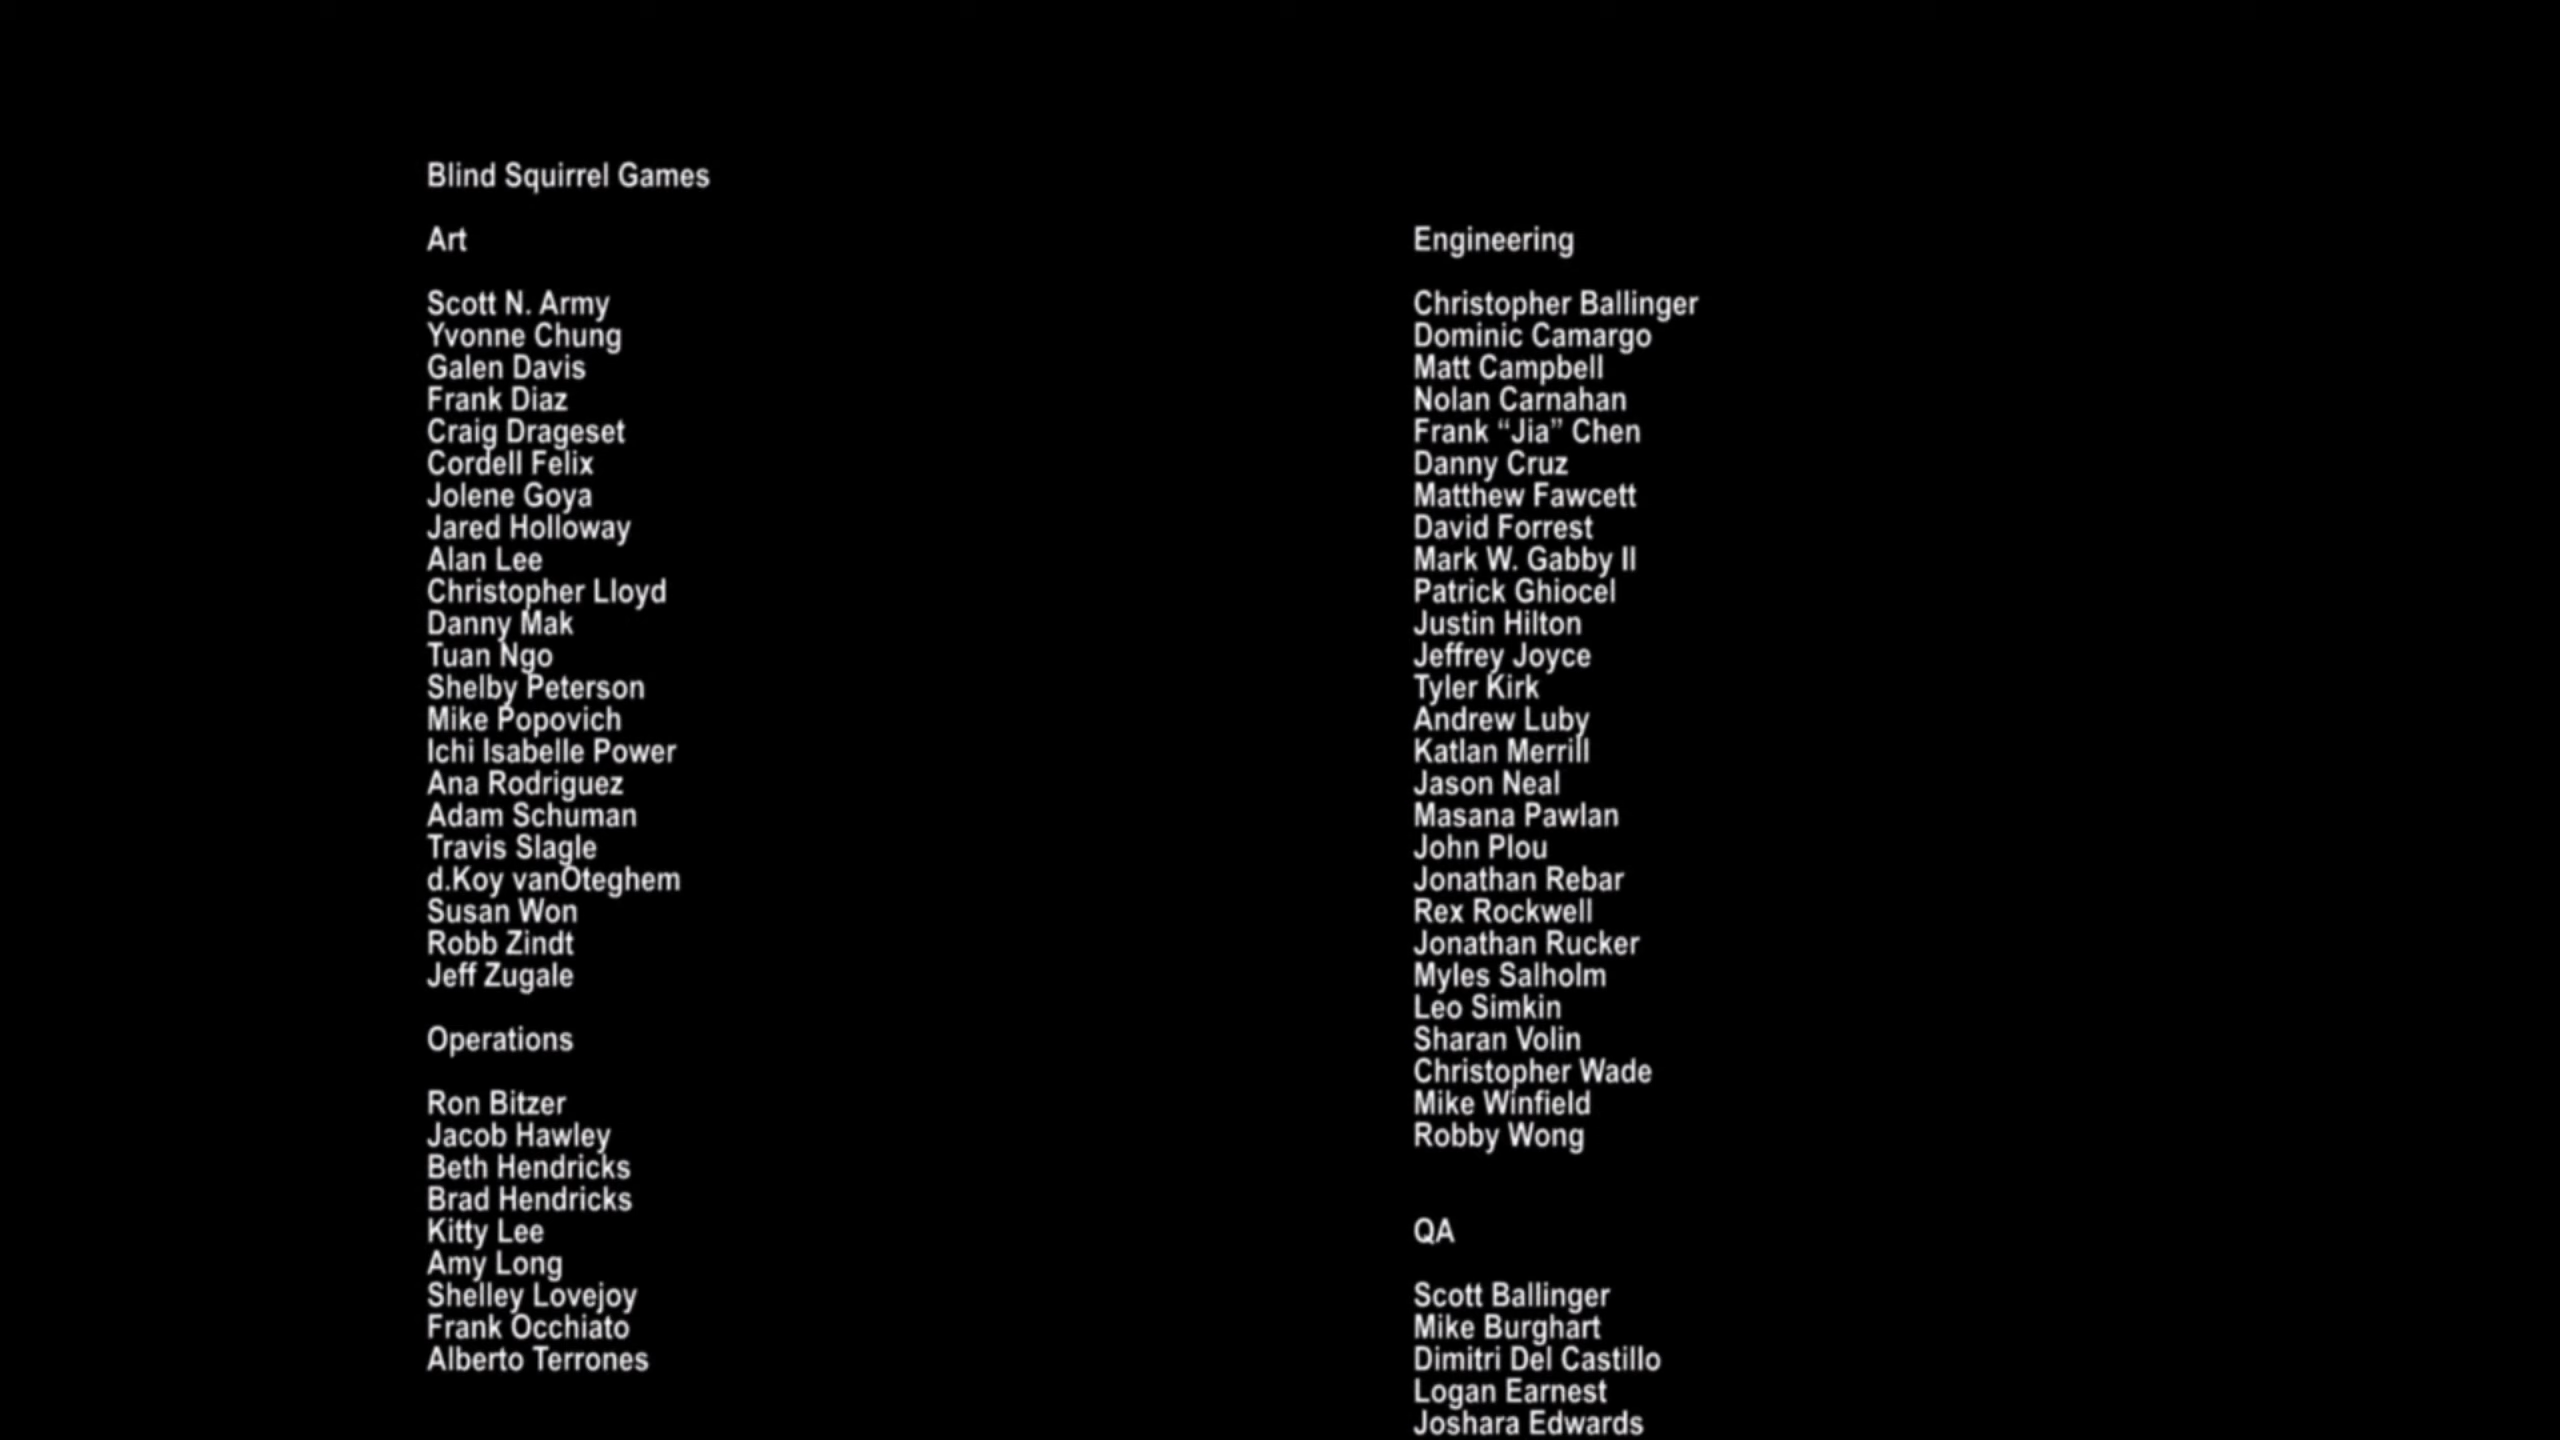 Blind Squirrel Games
Art
Scott N. Army
Yvonne Chung
Galen Davis
Frank Diaz
Craig Drageset
Cordell Felix
Jolene Goya
Jared Holloway
Alan Lee
Christopher Lloyd
Danny Mak
Tuan Ngo
Shelby Peterson
Mike Popovich
Ichi Isabelle Power
Ana Rodriguez
Adam Schuman
Travis Slagle
d.Koy vanOteghem
Susan Won
Robb Zindt
Jeff Zugale
Operations
Ron Bitzer
Jacob Hawley
Beth Hendricks
Brad Hendricks
Kitty Lee
Amy Long
Shelley Lovejoy
Frank Occhiato
Alberto Terrones
Engineering
Christopher Ballinger
Dominic Camargo
Matt Campbell
Nolan Carnahan
Frank “Jia” Chen
Danny Cruz
Matthew Fawcett
David Forrest
Mark W. Gabby II
Patrick Ghiocel
Justin Hilton
Jeffrey Joyce
Tyler Kirk
Andrew Luby
Katlan Merrill
Jason Neal
Masana Pawlan
John Plou
Jonathan Rebar
Rex Rockwell
Jonathan Rucker
Myles Salholm
Leo Simkin
Sharan Volin
Christopher Wade
Mike Winfield
Robby Wong
QA
Scott Ballinger
Mike Burghart
Dimitri Del Castillo
Logan Earnest
Joshara Edwards